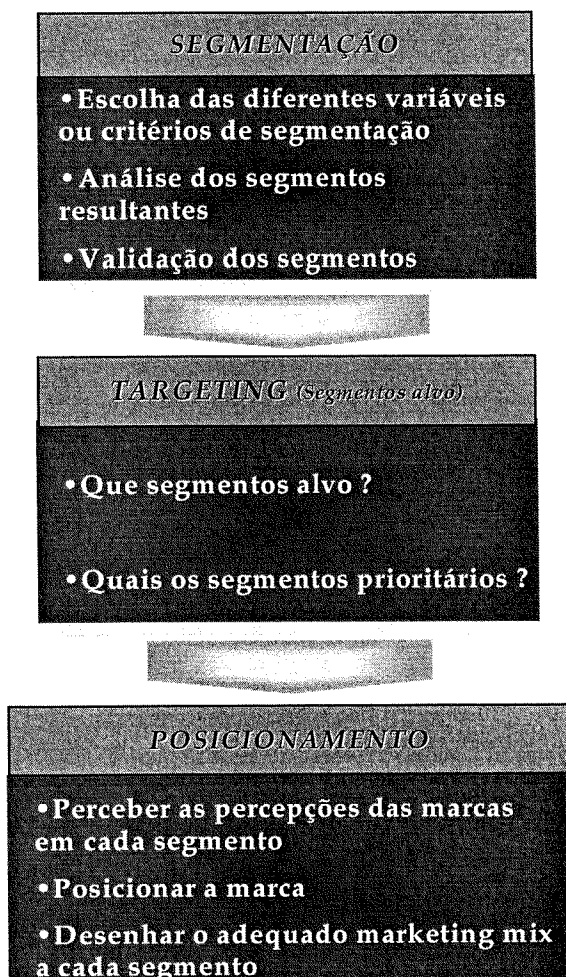 SEGMENTAÇÃO
•Escolha das diferentes variáveis
ou critérios de segmentação
•Análise dos segmentos
resultantes
•Validação dos segmentos
TARGETING (Segmentos alvo)
•Que segmentos alvo ?
•Quais os segmentos prioritários ?
POSICIONAMENTO
•Perceber as percepções das marcas
em cada segmento
•Posicionar a marca
•Desenhar o adequado marketing mix
a cada segmento